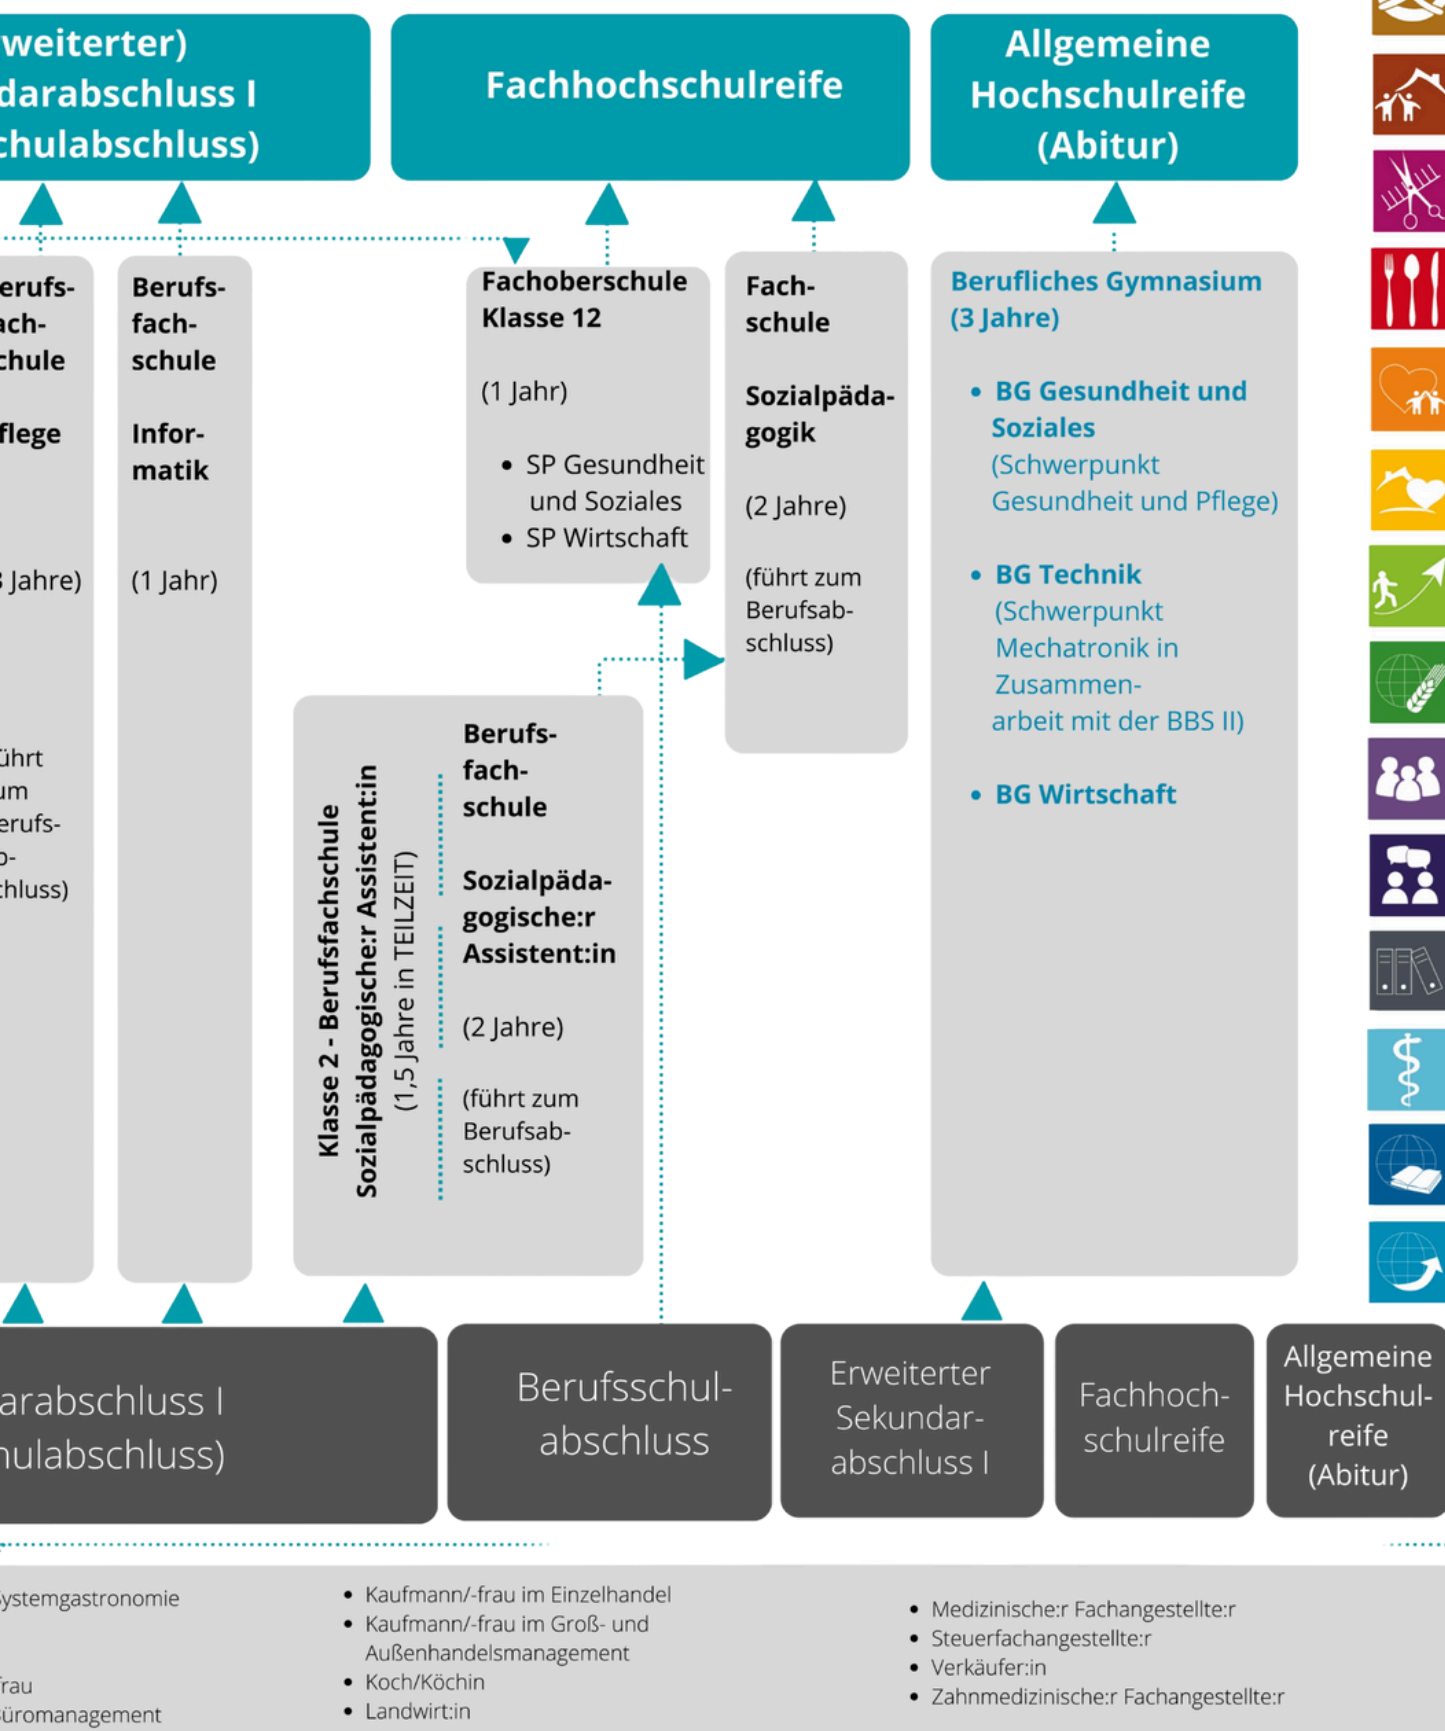 weiterter)
darabschluss I
chulabschluss)
Fachhochschulreife
Allgemeine
Hochschulreife
(Abitur)
erufs-
ach-
chule
flege
3 Jahre)
ührt
um
erufs-
b-
chluss)
Berufs-
fach-
schule
Infor-
matik
(1 Jahr)
Fachoberschule
Klasse 12
(1 Jahr)
• SP Gesundheit
und Soziales
• SP Wirtschaft
Fach-
schule
Sozialpäda-
gogik
(2 Jahre)
(führt zum
Berufsab-
schluss)
Berufliches Gymnasium
(3 Jahre)
• BG Gesundheit und
Soziales
(Schwerpunkt
Gesundheit und Pflege)
• BG Technik
(Schwerpunkt
Mechatronik in
Zusammen-
arbeit mit der BBS II)
• BG Wirtschaft
Klasse 2 - Berufsfachschule
Sozialpädagogische:r Assistent:in
(1,5 Jahre in TEILZEIT)
Berufs-
fach-
schule
Sozialpäda-
gogische:r
Assistent:in
(2 Jahre)
(führt zum
Berufsab-
schluss)
arabschluss I
hulabschluss)
Berufsschul-
abschluss
Erweiterter
Sekundar-
abschluss I
Fachhoch-
schulreife
Allgemeine
Hochschul-
reife
(Abitur)
Systemgastronomie
frau
Büromanagement
• Kaufmann/-frau im Einzelhandel
• Kaufmann/-frau im Groß- und
Außenhandelsmanagement
• Koch/Köchin
• Landwirt:in
• Medizinische:r Fachangestellte:r
• Steuerfachangestellte:r
• Verkäufer:in
• Zahnmedizinische:r Fachangestellte:r